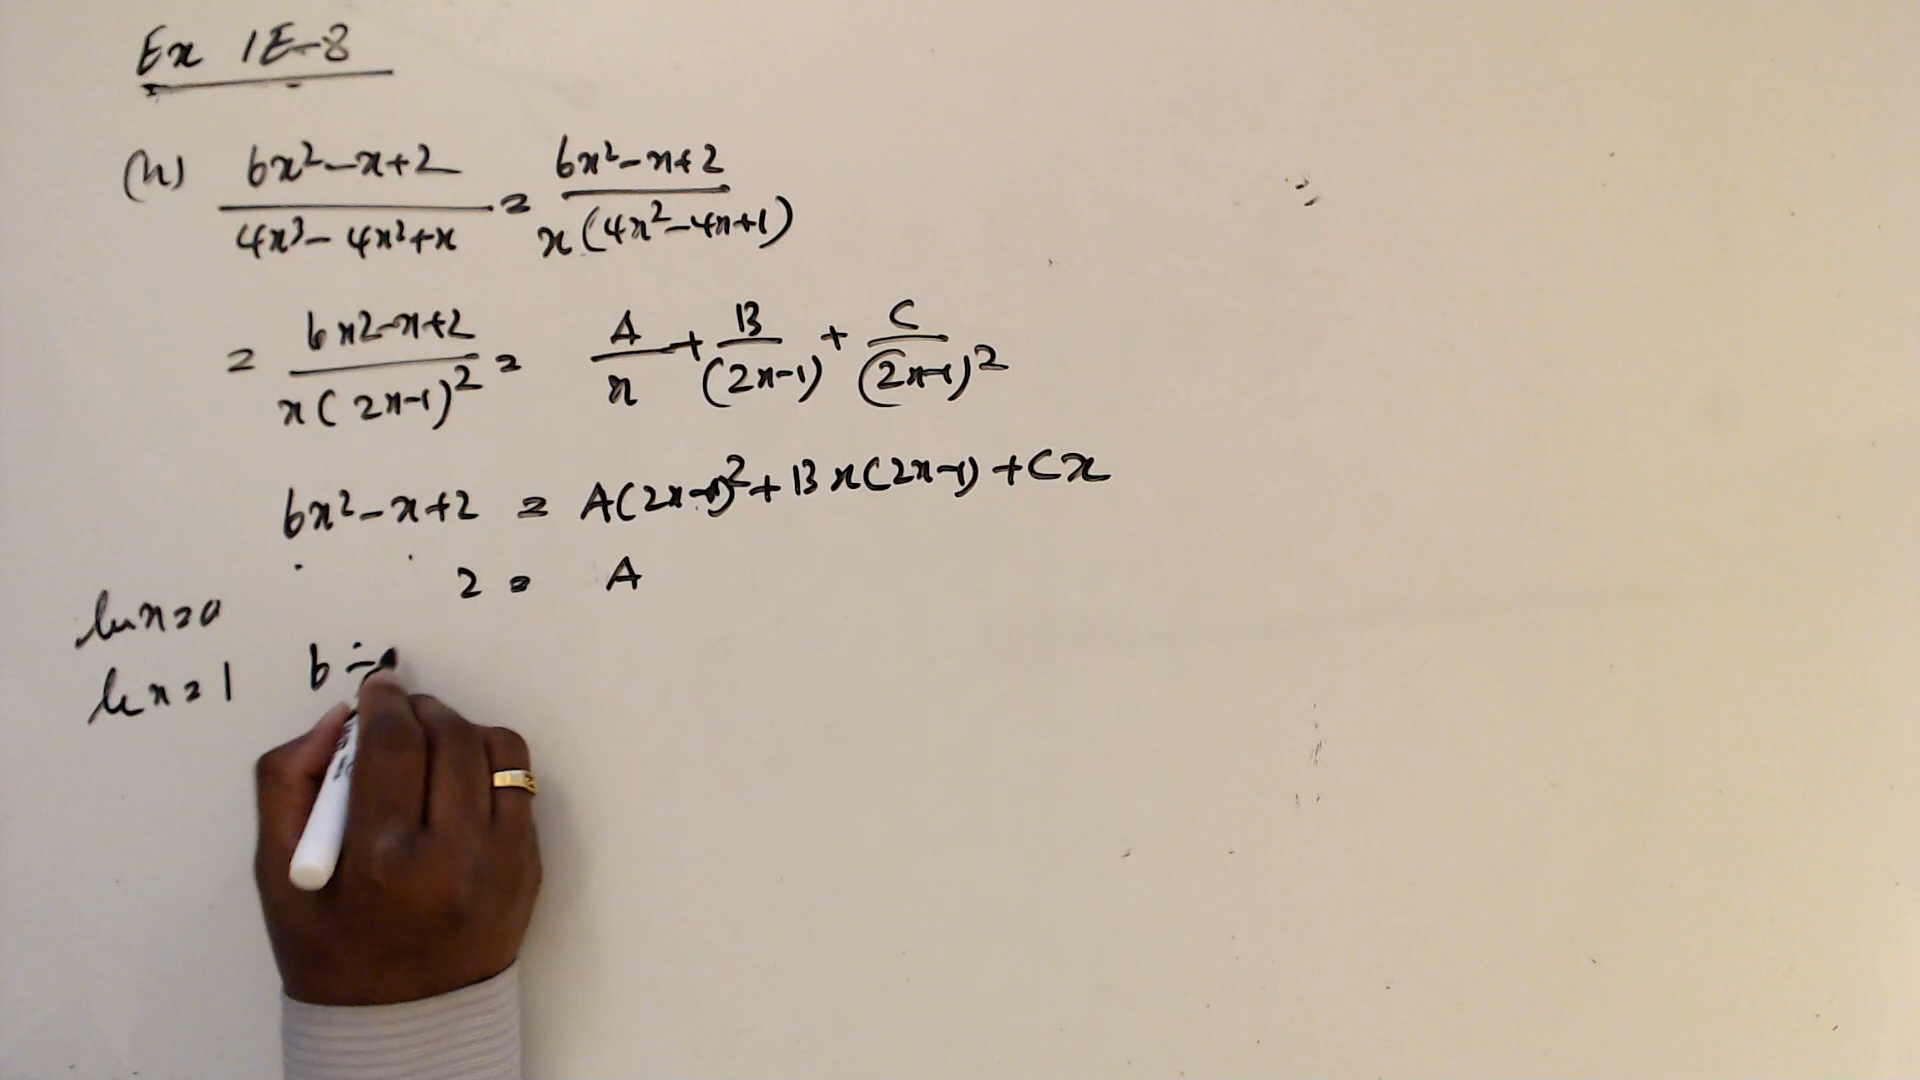 Ex 1E-8
(h) 6x²-x+2 / 4x³-4x²+x = 6x²-x+2 / x(4x²-4x+1)
= 6x2-x+2 / x(2x-1)² = A/x + B/(2x-1) + C/(2x-1)²
6x²-x+2 = A(2x-1)²+Bx(2x-1)+Cx
2 = A
let x=0
let x=1 6-